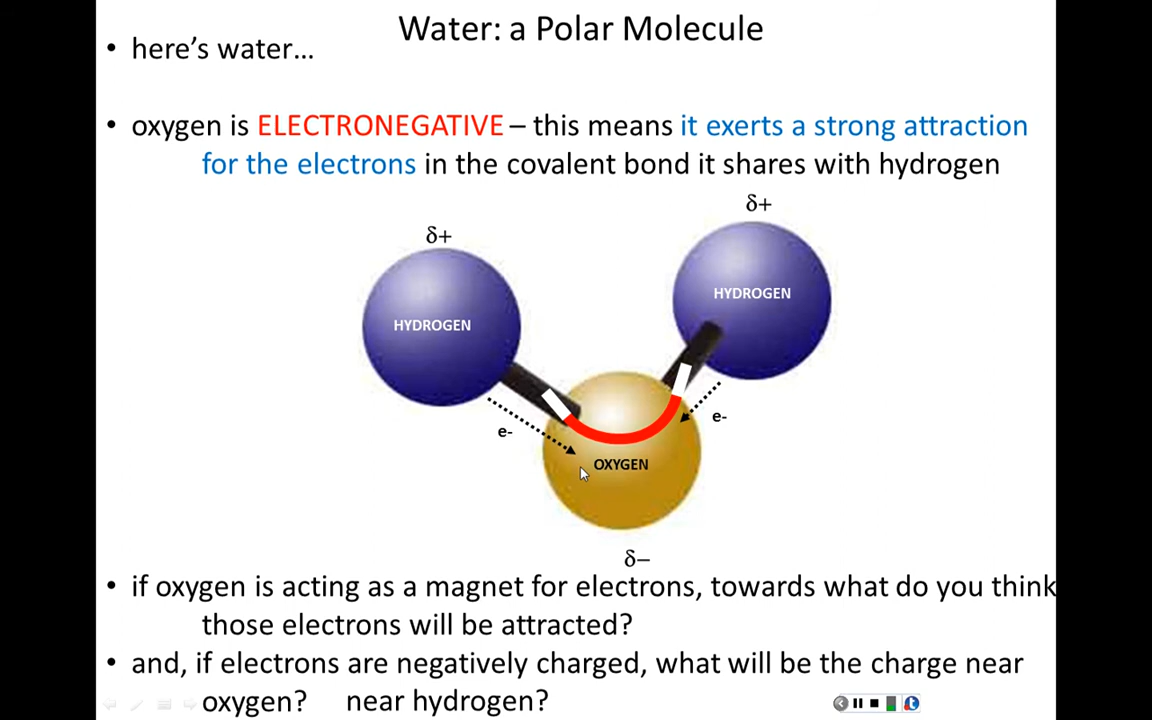 Water: a Polar Molecule
• here's water…
• oxygen is ELECTRONEGATIVE – this means it exerts a strong attraction
for the electrons in the covalent bond it shares with hydrogen
δ+
δ+
HYDROGEN
HYDROGEN
e-
e-
OXYGEN
δ–
• if oxygen is acting as a magnet for electrons, towards what do you think
those electrons will be attracted?
• and, if electrons are negatively charged, what will be the charge near
oxygen? near hydrogen?